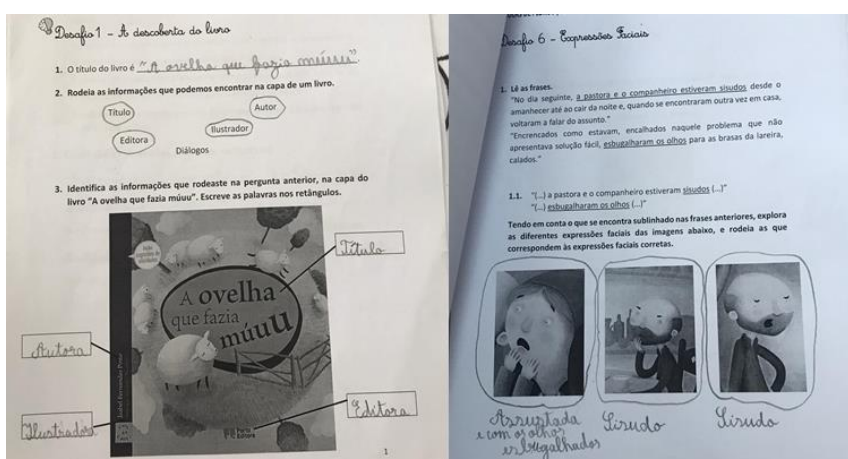 Desafio 1 - A descoberta do livro
1. O título do livro é "A ovelha que fazia múuuu".
2. Rodeia as informações que podemos encontrar na capa de um livro.
Título
Autor
Editora
Ilustrador
Diálogos
3. Identifica as informações que rodeaste na pergunta anterior, na capa do
livro "A ovelha que fazia múuu". Escreve as palavras nos retângulos.
Título
A ovelha
que fazia
múuu
Autora
Isabel Fernandes Pinto
Ilustradora
Porto
Editora
Editora
1
Desafio 6 - Expressões Faciais
1. Lê as frases.
"No dia seguinte, a pastora e o companheiro estiveram sisudos desde o
amanhecer até ao cair da noite e, quando se encontraram outra vez em casa,
voltaram a falar do assunto."
"Encrencados como estavam, encalhados naquele problema que não
apresentava solução fácil, esbugalharam os olhos para as brasas da lareira,
calados."
1.1. "(...) a pastora e o companheiro estiveram sisudos (...)"
"(...) esbugalharam os olhos (...)"
Tendo em conta o que se encontra sublinhado nas frases anteriores, explora
as diferentes expressões faciais das imagens abaixo, e rodeia as que
correspondem às expressões faciais corretas.
Assustada
e com os olhos
esbugalhados
Sisudo
Sisudo